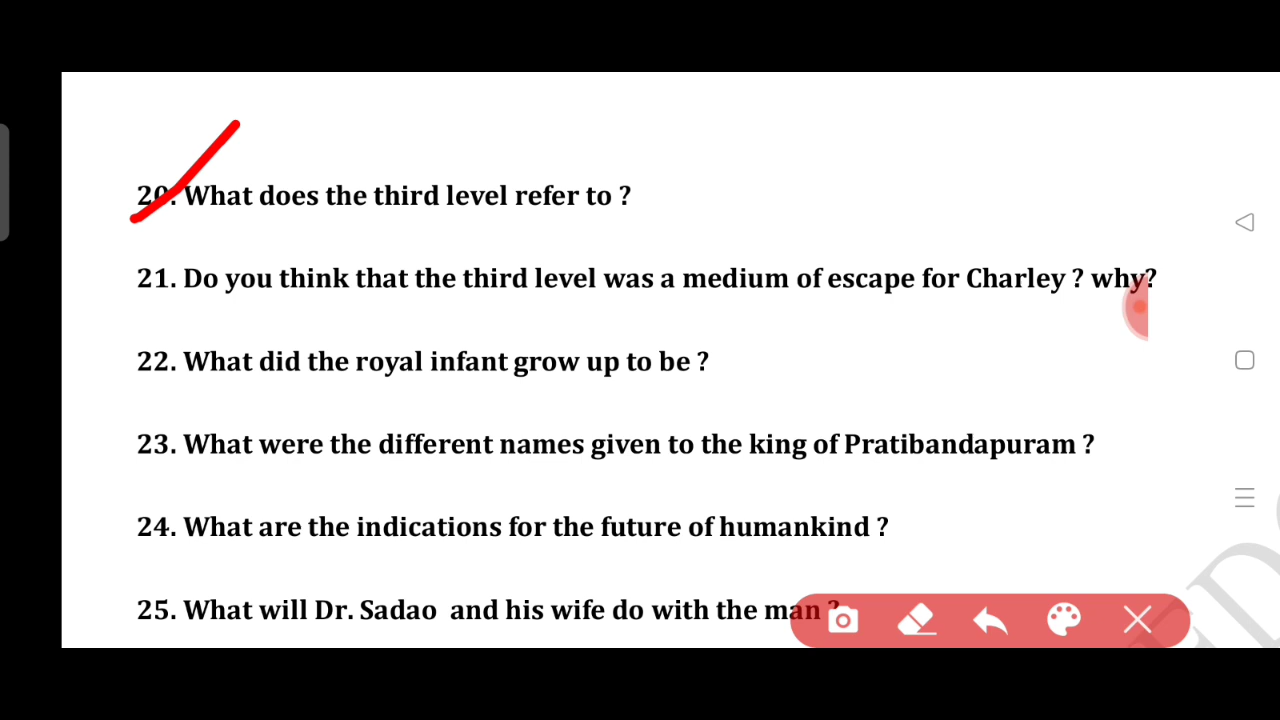 20. What does the third level refer to ?
21. Do you think that the third level was a medium of escape for Charley ? why?
22. What did the royal infant grow up to be ?
23. What were the different names given to the king of Pratibandapuram ?
24. What are the indications for the future of humankind ?
25. What will Dr. Sadao and his wife do with the man ?